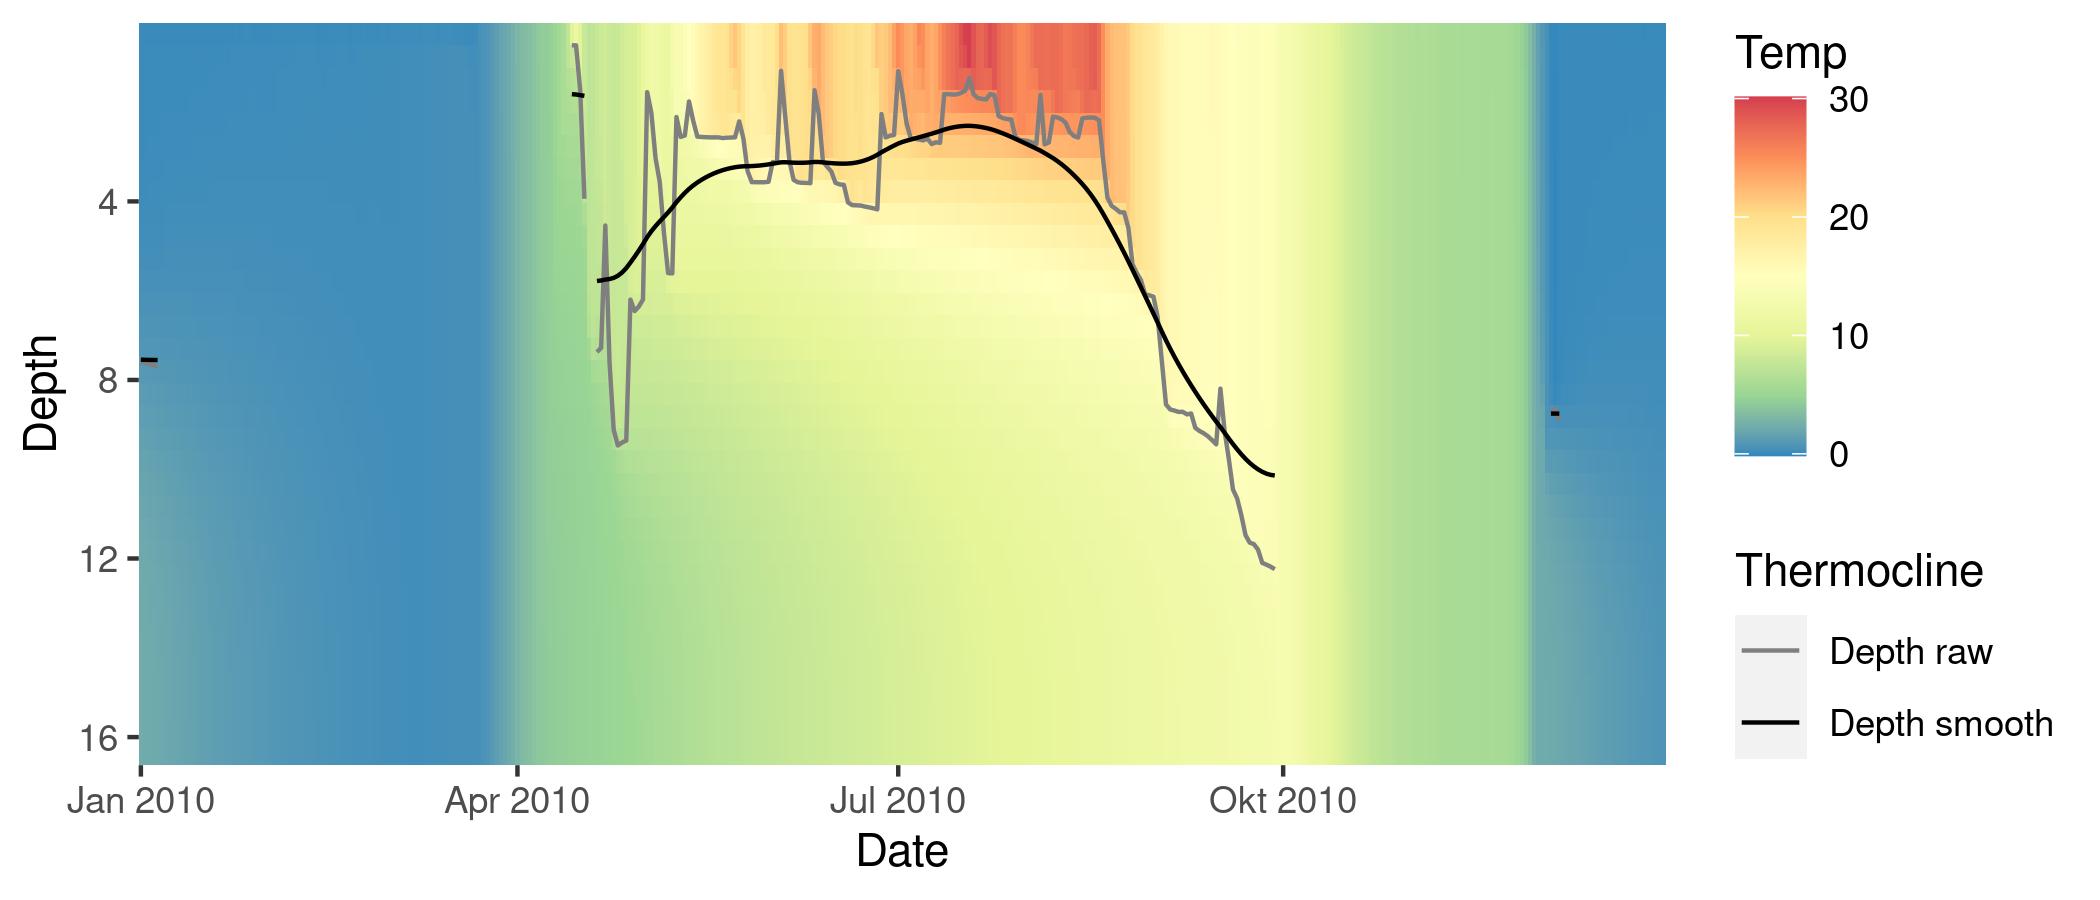 Depth
4
8
12
16
Jan 2010
Apr 2010
Jul 2010
Okt 2010
Date
Temp
30
20
10
0
Thermocline
Depth raw
Depth smooth